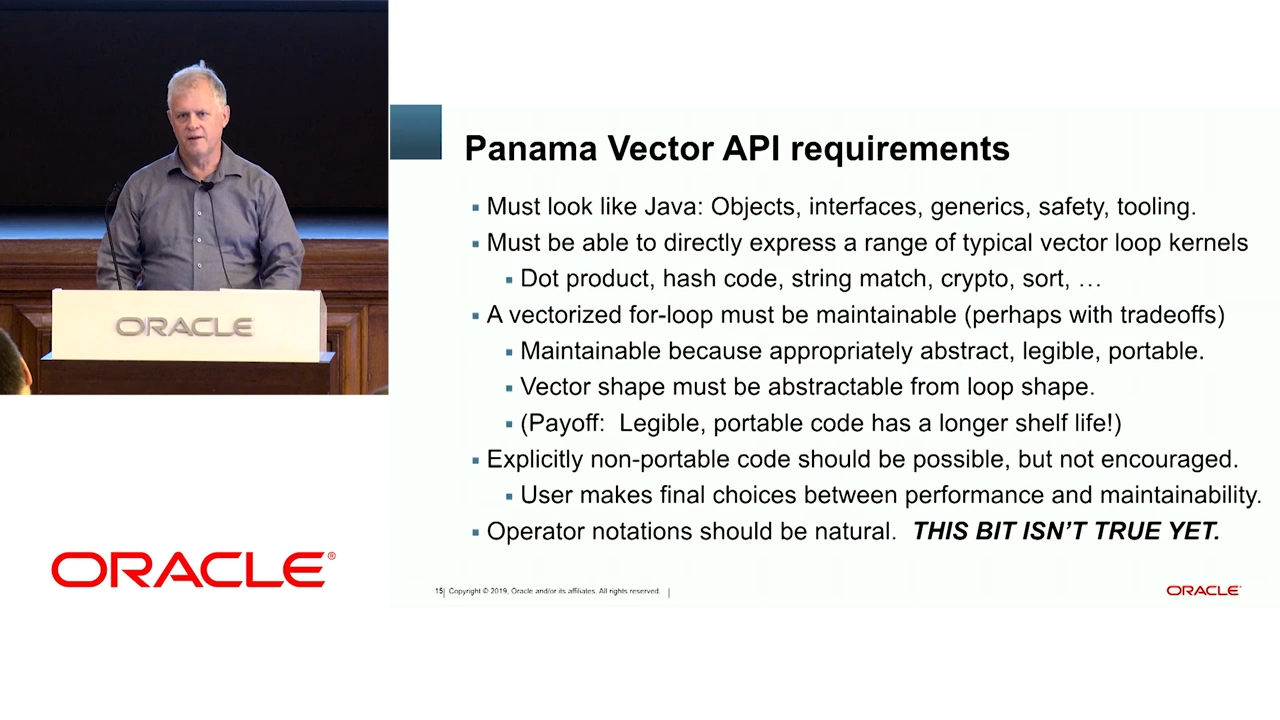 ORACLE
ORACLE®
Panama Vector API requirements
▪ Must look like Java: Objects, interfaces, generics, safety, tooling.
▪ Must be able to directly express a range of typical vector loop kernels
▪ Dot product, hash code, string match, crypto, sort, …
▪ A vectorized for-loop must be maintainable (perhaps with tradeoffs)
▪ Maintainable because appropriately abstract, legible, portable.
▪ Vector shape must be abstractable from loop shape.
▪ (Payoff: Legible, portable code has a longer shelf life!)
▪ Explicitly non-portable code should be possible, but not encouraged.
▪ User makes final choices between performance and maintainability.
▪ Operator notations should be natural. THIS BIT ISN'T TRUE YET.
15| Copyright © 2019, Oracle and/or its affiliates. All rights reserved. |
ORACLE